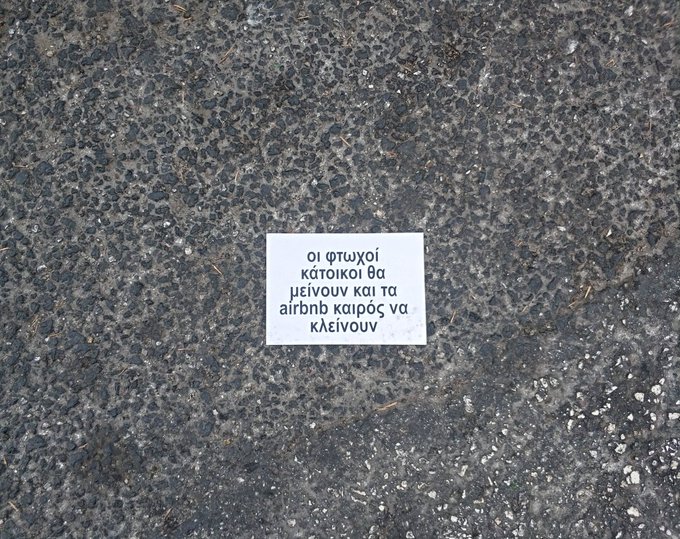 οι φτωχοί
κάτοικοι θα
μείνουν και τα
airbnb καιρός να
κλείνουν